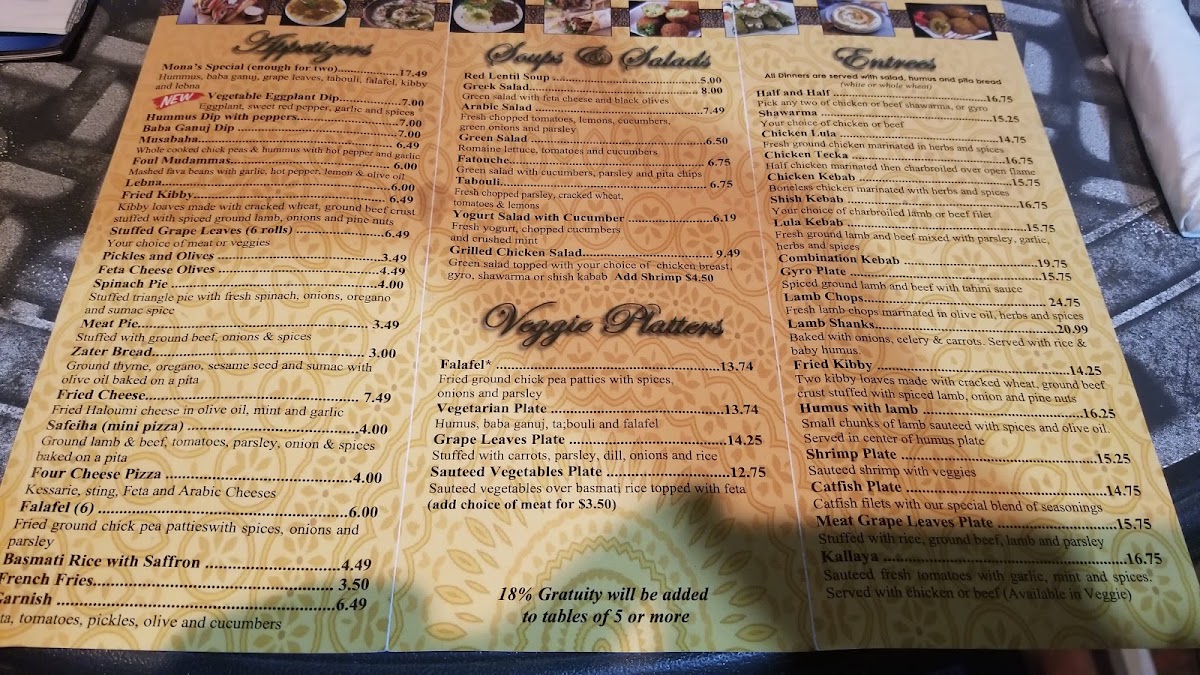 Appetizers
Mona's Special (enough for two)....................17.49
Hummus, baba ganuj, grape leaves, tabouli, falafel, kibby
and lebna
NEW Vegetable Eggplant Dip....................7.00
Eggplant, sweet red pepper, garlic and spices
Hummus Dip with peppers....................7.00
Baba Ganuj Dip ....................7.00
Musababa.................... 6.49
Whole cooked chick peas & hummus with hot pepper and garlic
Foul Mudammas.................... 6.00
Mashed fava beans with garlic, hot pepper, lemon & olive oil
Lebna....................6.00
Fried Kibby.................... 6.49
Kibby loaves made with cracked wheat, ground beef crust
stuffed with spiced ground lamb, onions and pine nuts
Stuffed Grape Leaves (6 rolls) ....................6.49
Your choice of meat or veggies
Pickles and Olives ....................3.49
Feta Cheese Olives ....................4.49
Spinach Pie ....................4.00
Stuffed triangle pie with fresh spinach, onions, oregano
and sumac spice
Meat Pie.................... 3.49
Stuffed with ground beef, onions & spices
Zater Bread.................... 3.00
Ground thyme, oregano, sesame seed and sumac with
olive oil baked on a pita
Fried Cheese.................... 7.49
Fried Haloumi cheese in olive oil, mint and garlic
Safeiha (mini pizza) ....................4.00
Ground lamb & beef, tomatoes, parsley, onion & spices
baked on a pita
Four Cheese Pizza ....................4.00
Kessarie, sting, Feta and Arabic Cheeses
Falafel (6) ....................6.00
Fried ground chick pea pattieswith spices, onions and
parsley
Basmati Rice with Saffron ....................4.49
French Fries.................... 3.50
Garnish ....................6.49
ta, tomatoes, pickles, olive and cucumbers
Soups & Salads
Red Lentil Soup ....................5.00
Greek Salad.................... 8.00
Green salad with feta cheese and black olives
Arabic Salad ....................7.49
Fresh chopped tomatoes, lemons, cucumbers,
green onions and parsley
Green Salad ....................6.50
Romaine lettuce, tomatoes and cucumbers
Fatouche.................... 6.75
Green salad with cucumbers, parsley and pita chips
Tabouli.................... 6.75
Fresh chopped parsley, cracked wheat,
tomatoes & lemons
Yogurt Salad with Cucumber ....................6.19
Fresh yogurt, chopped cucumbers
and crushed mint
Grilled Chicken Salad.................... 9.49
Green salad topped with your choice of chicken breast,
gyro, shawarma or shish kabab Add Shrimp $4.50
Veggie Platters
Falafel* ....................13.74
Fried ground chick pea patties with spices,
onions and parsley
Vegetarian Plate ....................13.74
Humus, baba ganuj, ta;bouli and falafel
Grape Leaves Plate ....................14.25
Stuffed with carrots, parsley, dill, onions and rice
Sauteed Vegetables Plate ....................12.75
Sauteed vegetables over basmati rice topped with feta
(add choice of meat for $3.50)
18% Gratuity will be added
to tables of 5 or more
Entrees
All Dinners are served with salad, humus and pita bread
(white or whole wheat)
Half and Half ....................16.75
Pick any two of chicken or beef shawarma, or gyro
Shawarma ....................15.25
Your choice of chicken or beef
Chicken Lula ....................14.75
Fresh ground chicken marinated in herbs and spices
Chicken Tecka ....................16.75
Half chicken marinated then charbroiled over open flame
Chicken Kebab ....................15.75
Boneless chicken marinated with herbs and spices
Shish Kebab ....................16.75
Your choice of charbroiled lamb or beef filet
Lula Kebab ....................15.75
Fresh ground lamb and beef mixed with parsley, garlic,
herbs and spices
Combination Kebab ....................19.75
Gyro Plate ....................15.75
Spiced ground lamb and beef with tahini sauce
Lamb Chops.................... 24.75
Fresh lamb chops marinated in olive oil, herbs and spices
Lamb Shanks....................20.99
Baked with onions, celery & carrots. Served with rice &
baby humus.
Fried Kibby ....................14.25
Two kibby loaves made with cracked wheat, ground beef
crust stuffed with spiced lamb, onion and pine nuts
Humus with lamb ....................16.25
Small chunks of lamb sauteed with spices and olive oil.
Served in center of humus plate
Shrimp Plate ....................15.25
Sauteed shrimp with veggies
Catfish Plate ....................14.75
Catfish filets with our special blend of seasonings
Meat Grape Leaves Plate ....................15.75
Stuffed with rice, ground beef, lamb and parsley
Kallaya ....................16.75
Sauteed fresh tomatoes with garlic, mint and spices.
Served with chicken or beef (Available in Veggie)